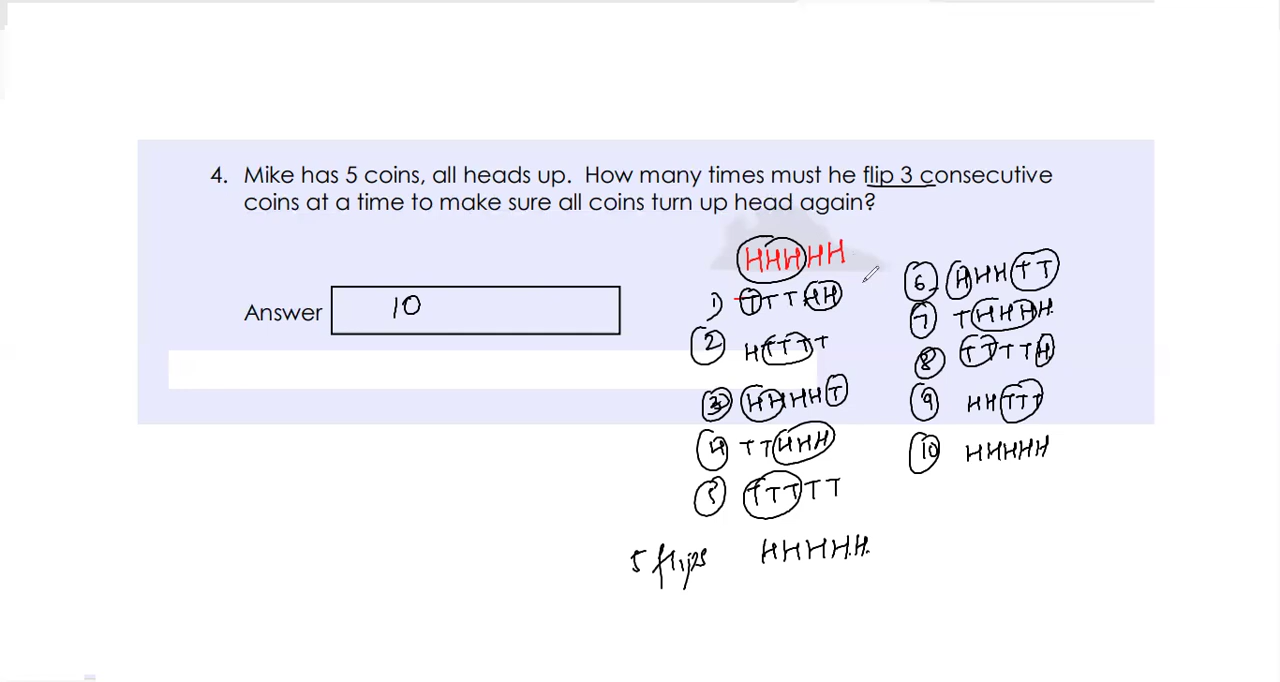 4. Mike has 5 coins, all heads up. How many times must he flip 3 consecutive
coins at a time to make sure all coins turn up head again?
Answer 10
HHHHH
1) TTTHH
2 HTTTT
3 HHHHT
4 TTHHH
5 TTTTT
5 flips HHHHH.
6 HHHTT
7 THHHH.
8 TTTTH
9 HHTTT
10 HHHHH